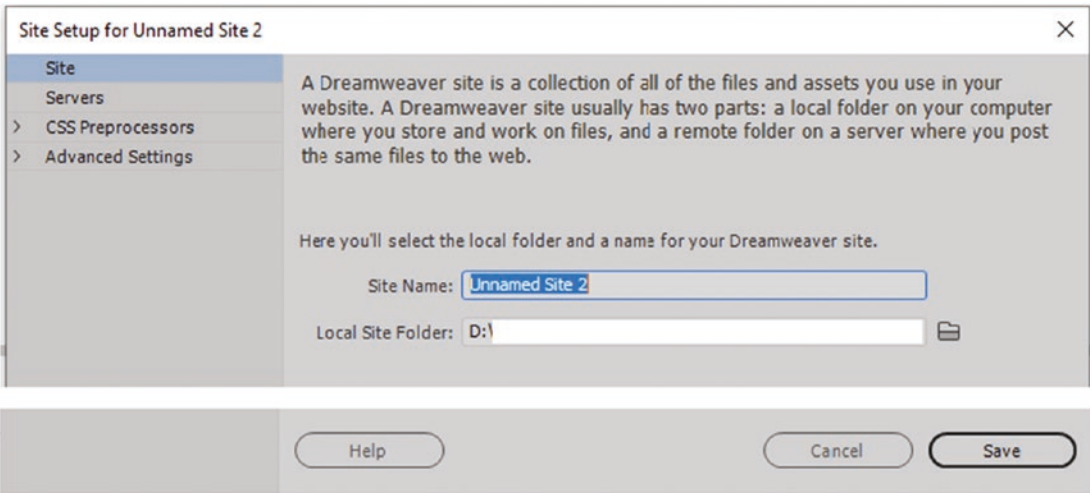 Site Setup for Unnamed Site 2
Site
Servers
CSS Preprocessors
Advanced Settings
A Dreamweaver site is a collection of all of the files and assets you use in your
website. A Dreamweaver site usually has two parts: a local folder on your computer
where you store and work on files, and a remote folder on a server where you post
the same files to the web.
Here you'll select the local folder and a name for your Dreamweaver site.
Site Name: Unnamed Site 2
Local Site Folder: D:\
Help Cancel Save